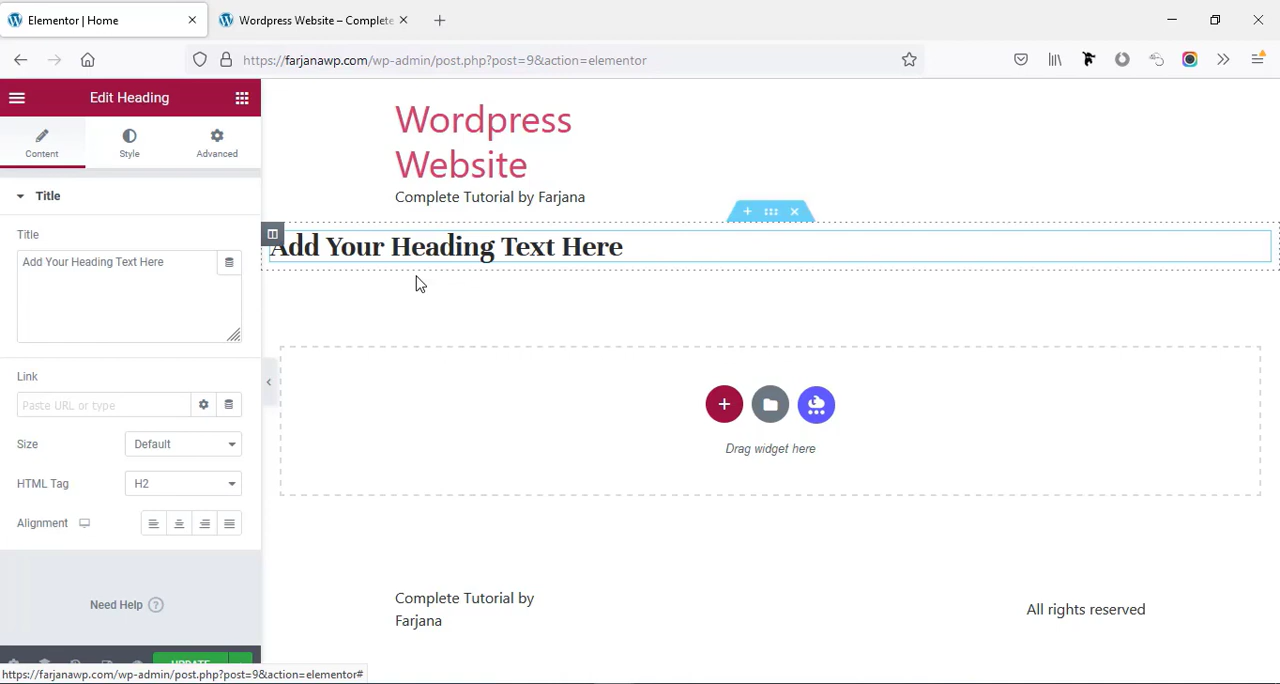 Elementor | Home
Wordpress Website – Complete
https://farjanawp.com/wp-admin/post.php?post=9&action=elementor
Edit Heading
Content
Style
Advanced
Title
Title
Add Your Heading Text Here
Link
Paste URL or type
Size
Default
HTML Tag
H2
Alignment
Need Help ?
UPDATE
https://farjanawp.com/wp-admin/post.php?post=9&action=elementor#
Wordpress
Website
Complete Tutorial by Farjana
Add Your Heading Text Here
Drag widget here
Complete Tutorial by
Farjana
All rights reserved